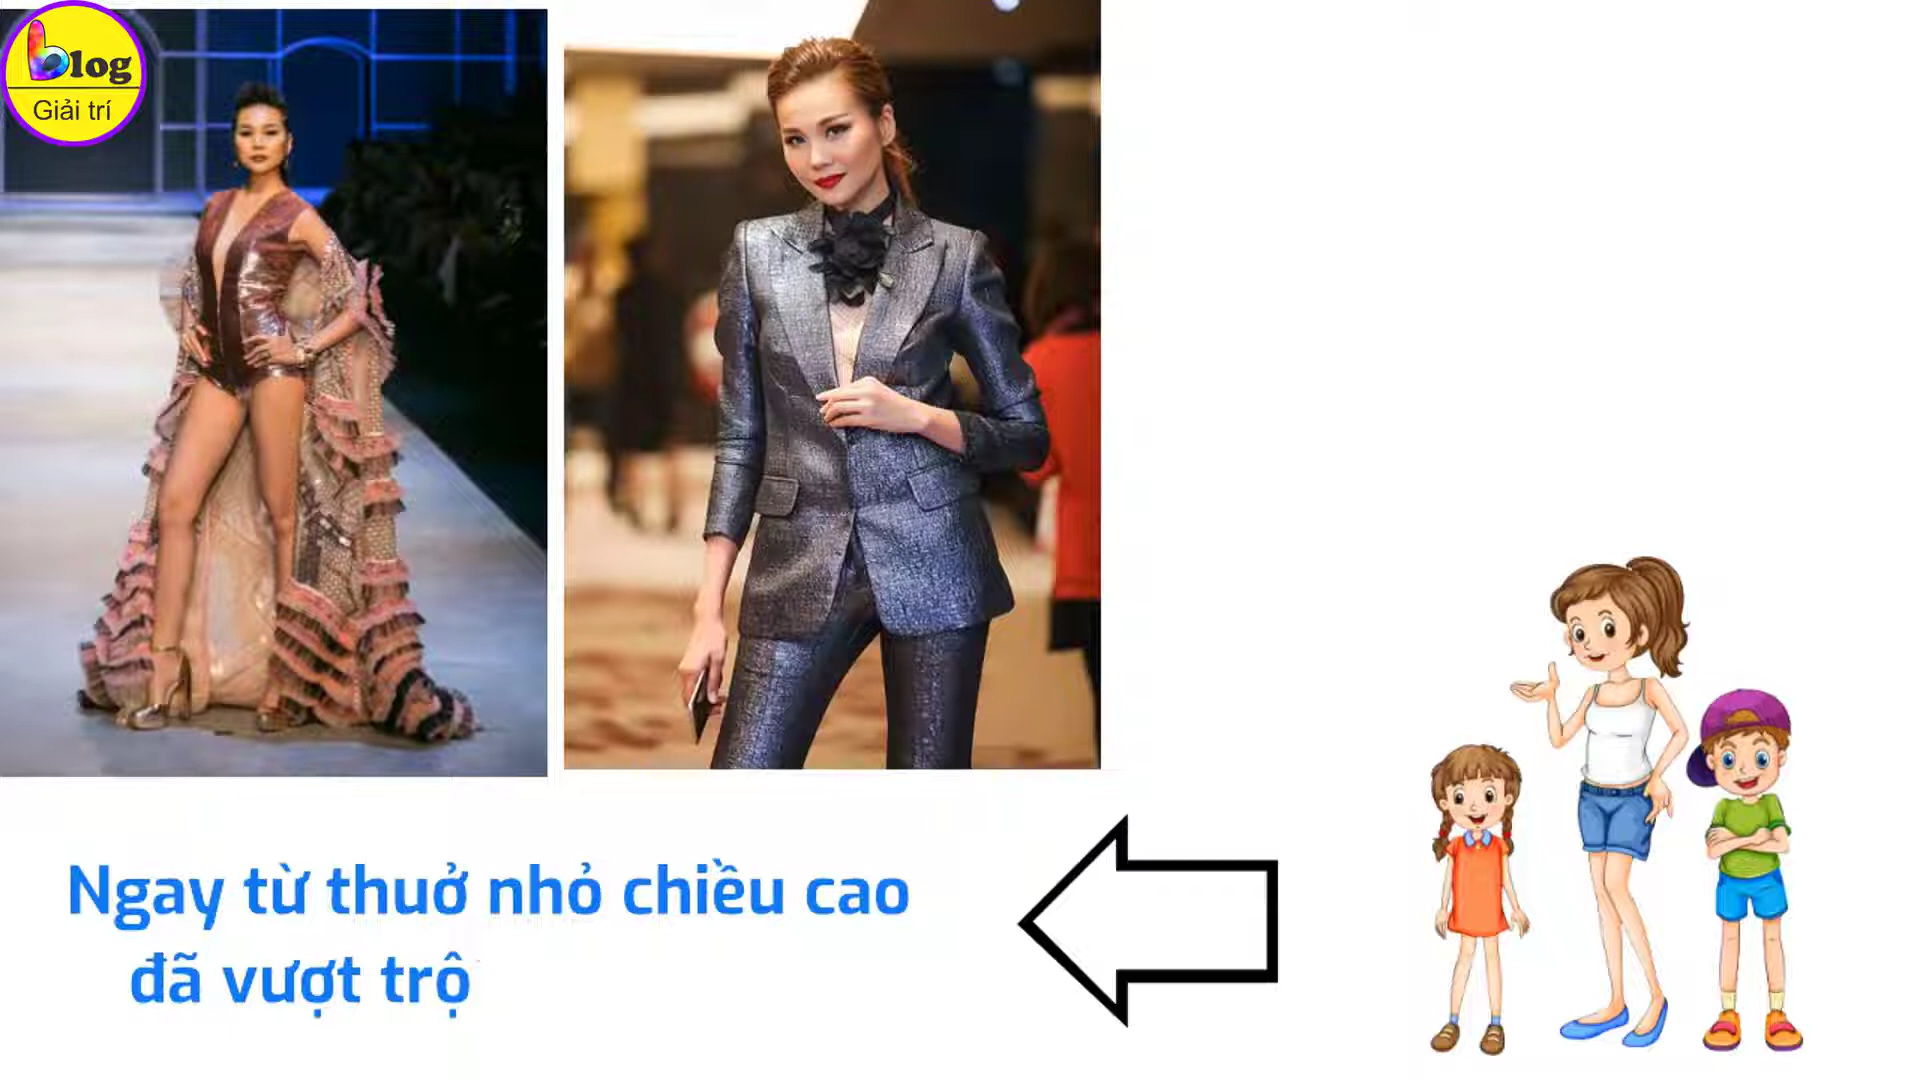 blog
Giải trí
Ngay từ thuở nhỏ chiều cao
đã vượt trộ